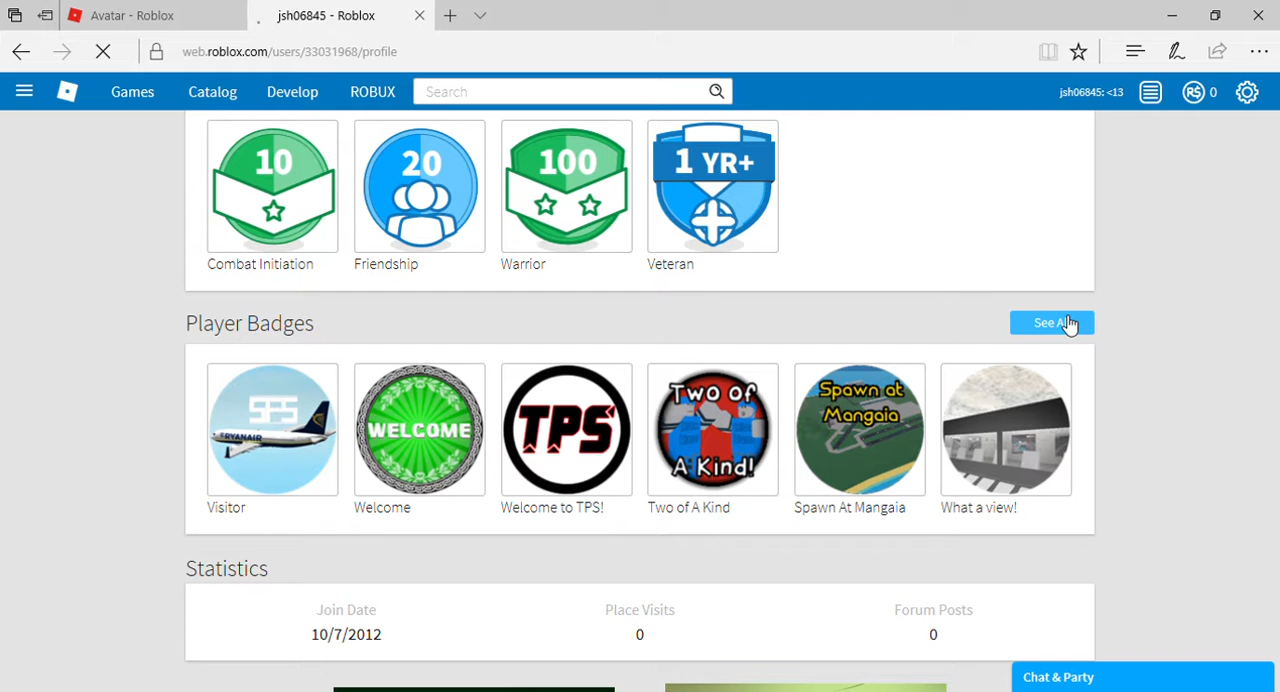 Avatar - Roblox
jsh06845 - Roblox
web.roblox.com/users/33031968/profile
Games Catalog Develop ROBUX Search jsh06845: <13 R$ 0
10 20 100 1 YR+
Combat Initiation Friendship Warrior Veteran
Player Badges See All
SGS RYANAIR WELCOME TPS Two of A Kind! Spawn at Mangaia
Visitor Welcome Welcome to TPS! Two of A Kind Spawn At Mangaia What a view!
Statistics
Join Date Place Visits Forum Posts
10/7/2012 0 0
Chat & Party